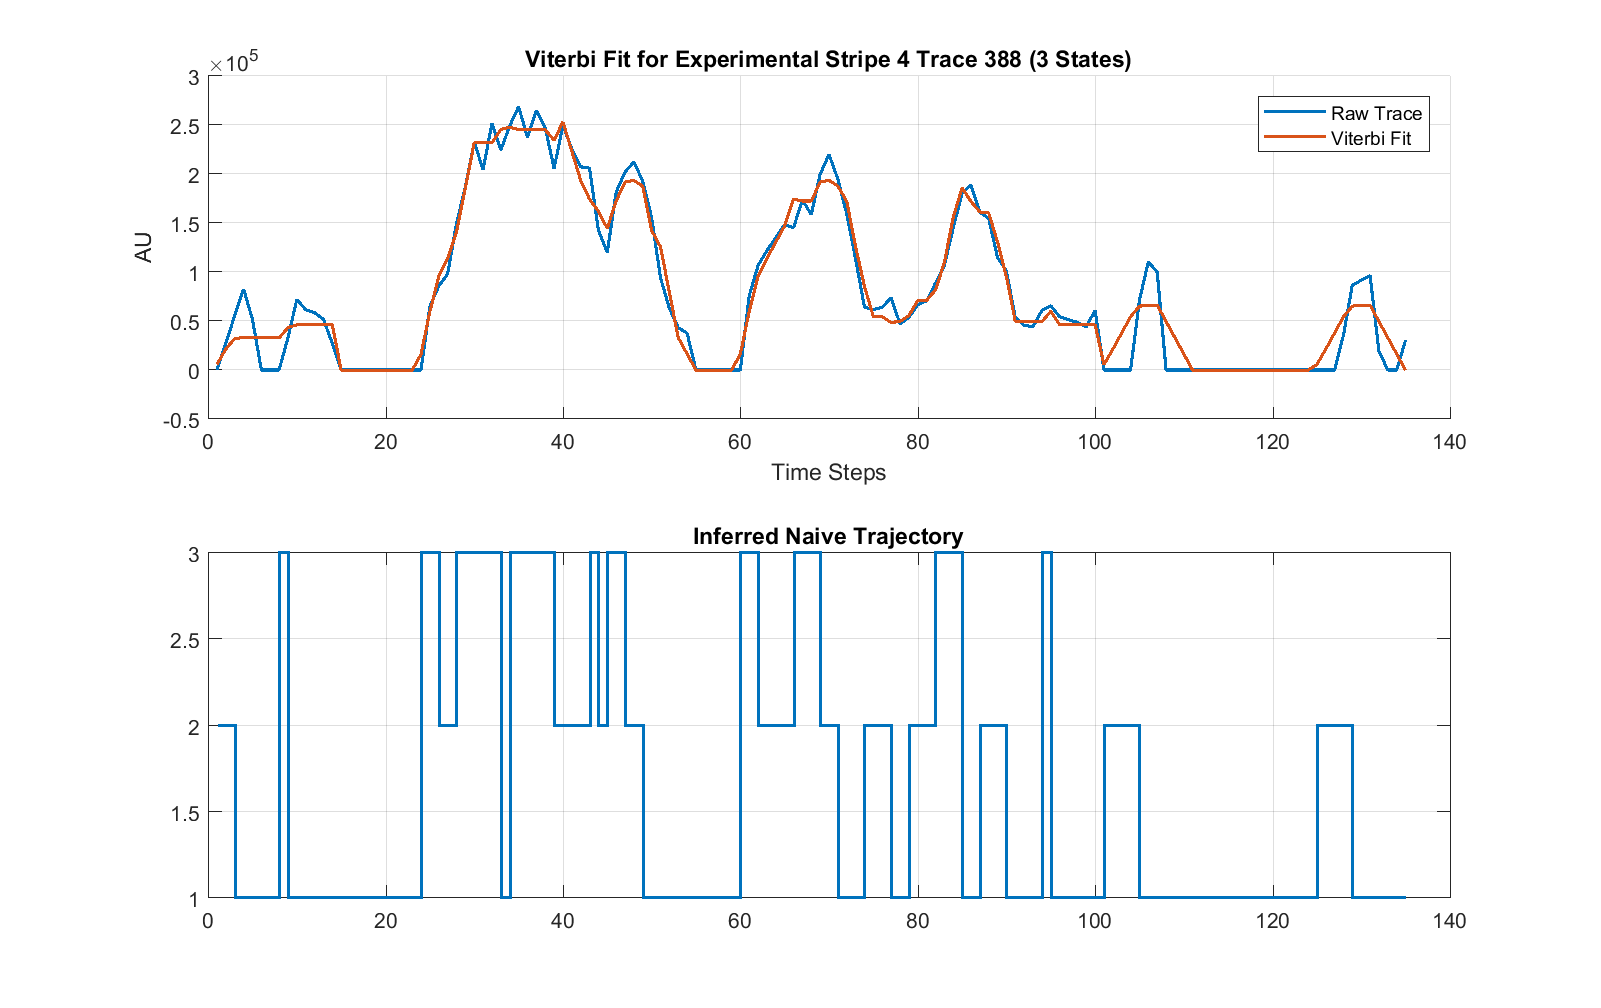 Viterbi Fit for Experimental Stripe 4 Trace 388 (3 States)
×10^5
3
2.5
2
1.5
1
0.5
0
-0.5
AU
Raw Trace
Viterbi Fit
0 20 40 60 80 100 120 140
Time Steps
Inferred Naive Trajectory
3
2.5
2
1.5
1
0 20 40 60 80 100 120 140